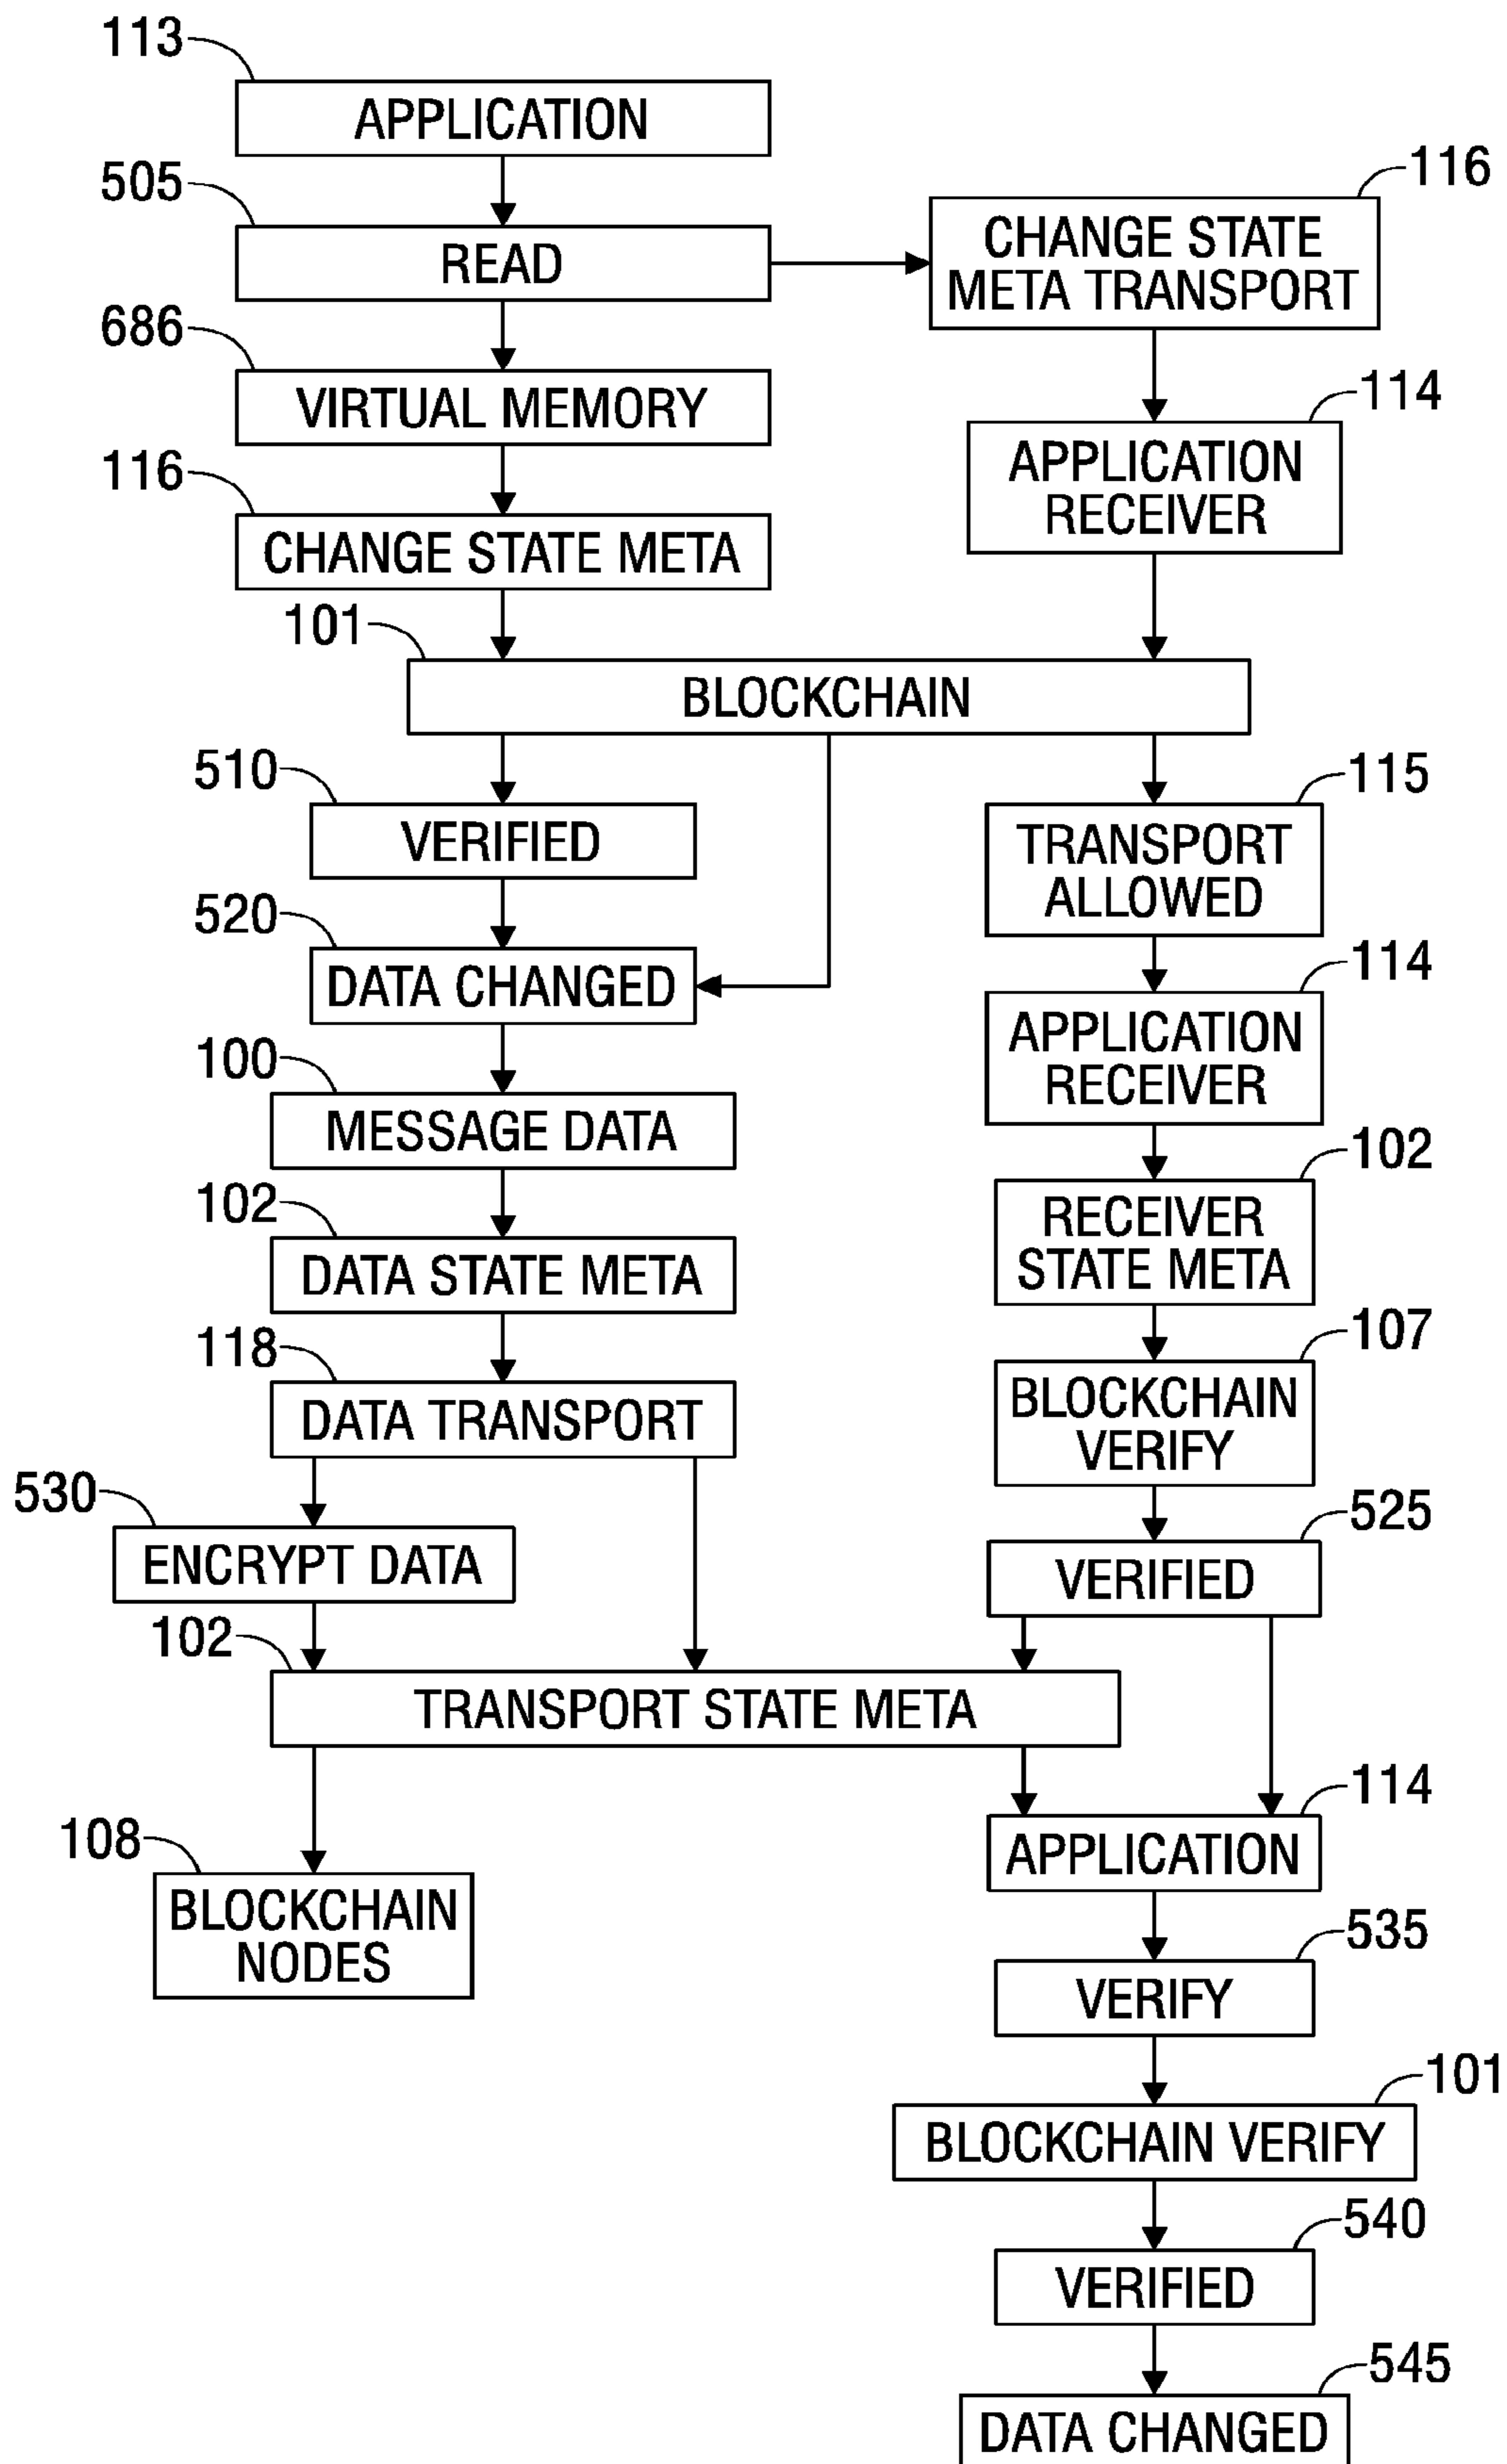 113
APPLICATION
505
READ
116
CHANGE STATE
META TRANSPORT
686
VIRTUAL MEMORY
114
APPLICATION
RECEIVER
116
CHANGE STATE META
101
BLOCKCHAIN
510
VERIFIED
115
TRANSPORT
ALLOWED
520
DATA CHANGED
114
APPLICATION
RECEIVER
100
MESSAGE DATA
102
DATA STATE META
102
RECEIVER
STATE META
118
DATA TRANSPORT
107
BLOCKCHAIN
VERIFY
530
ENCRYPT DATA
525
VERIFIED
102
TRANSPORT STATE META
108
BLOCKCHAIN
NODES
114
APPLICATION
535
VERIFY
101
BLOCKCHAIN VERIFY
540
VERIFIED
545
DATA CHANGED